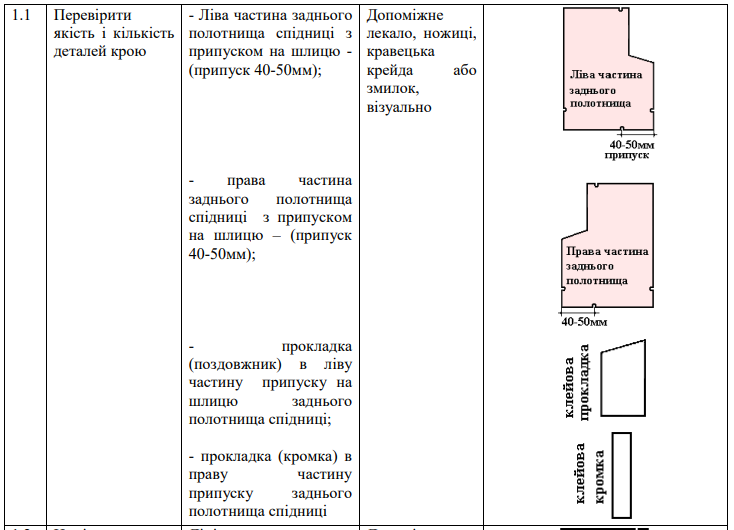 1.1
Перевірити
якість і кількість
деталей крою
- Ліва частина заднього
полотнища спідниці з
припуском на шлицю -
(припуск 40-50мм);
- права частина
заднього полотнища
спідниці з припуском
на шлицю – (припуск
40-50мм);
- прокладка
(поздовжник) в ліву
частину припуску на
шлицю заднього
полотнища спідниці;
- прокладка (кромка) в
праву частину
припуску заднього
полотнища спідниці
Допоміжне
лекало, ножиці,
кравецька
крейда або
змилок,
візуально
Ліва частина
заднього
полотнища
40-50мм
припуск
Права частина
заднього
полотнища
40-50мм
клейова
прокладка
клейова
кромка